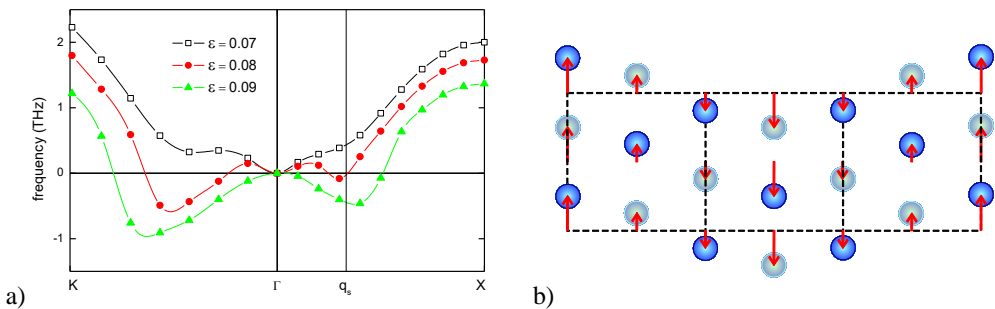 2
1
0
-1
frequency (THz)
ε = 0.07
ε = 0.08
ε = 0.09
K
Γ
q_s
X
a)
b)